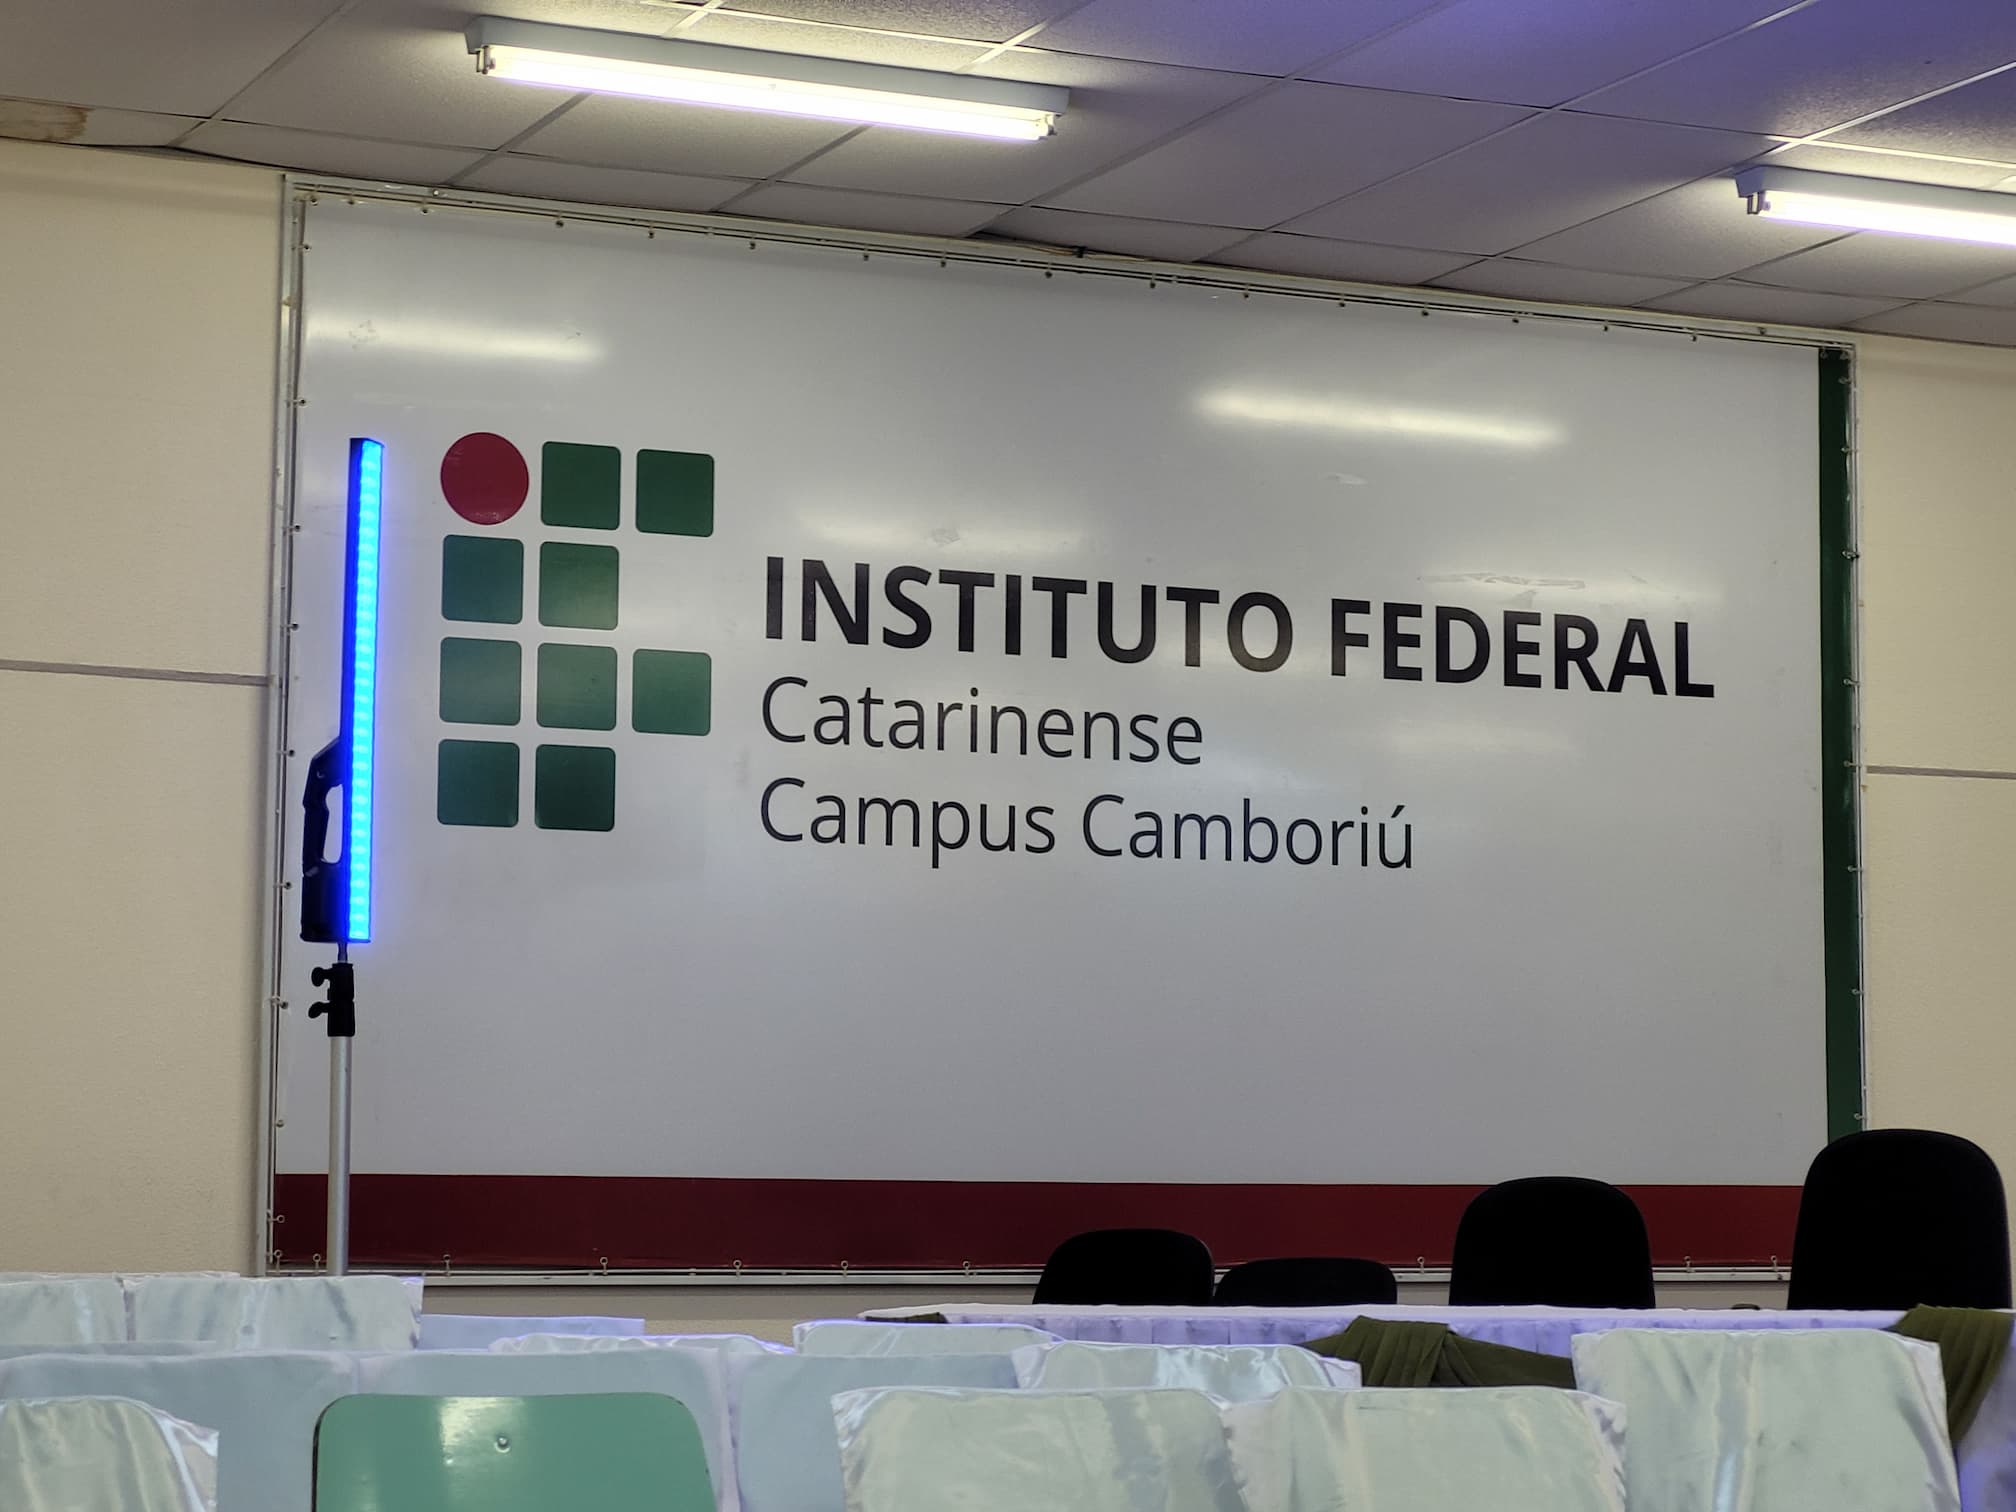 INSTITUTO FEDERAL
Catarinense
Campus Camboriú